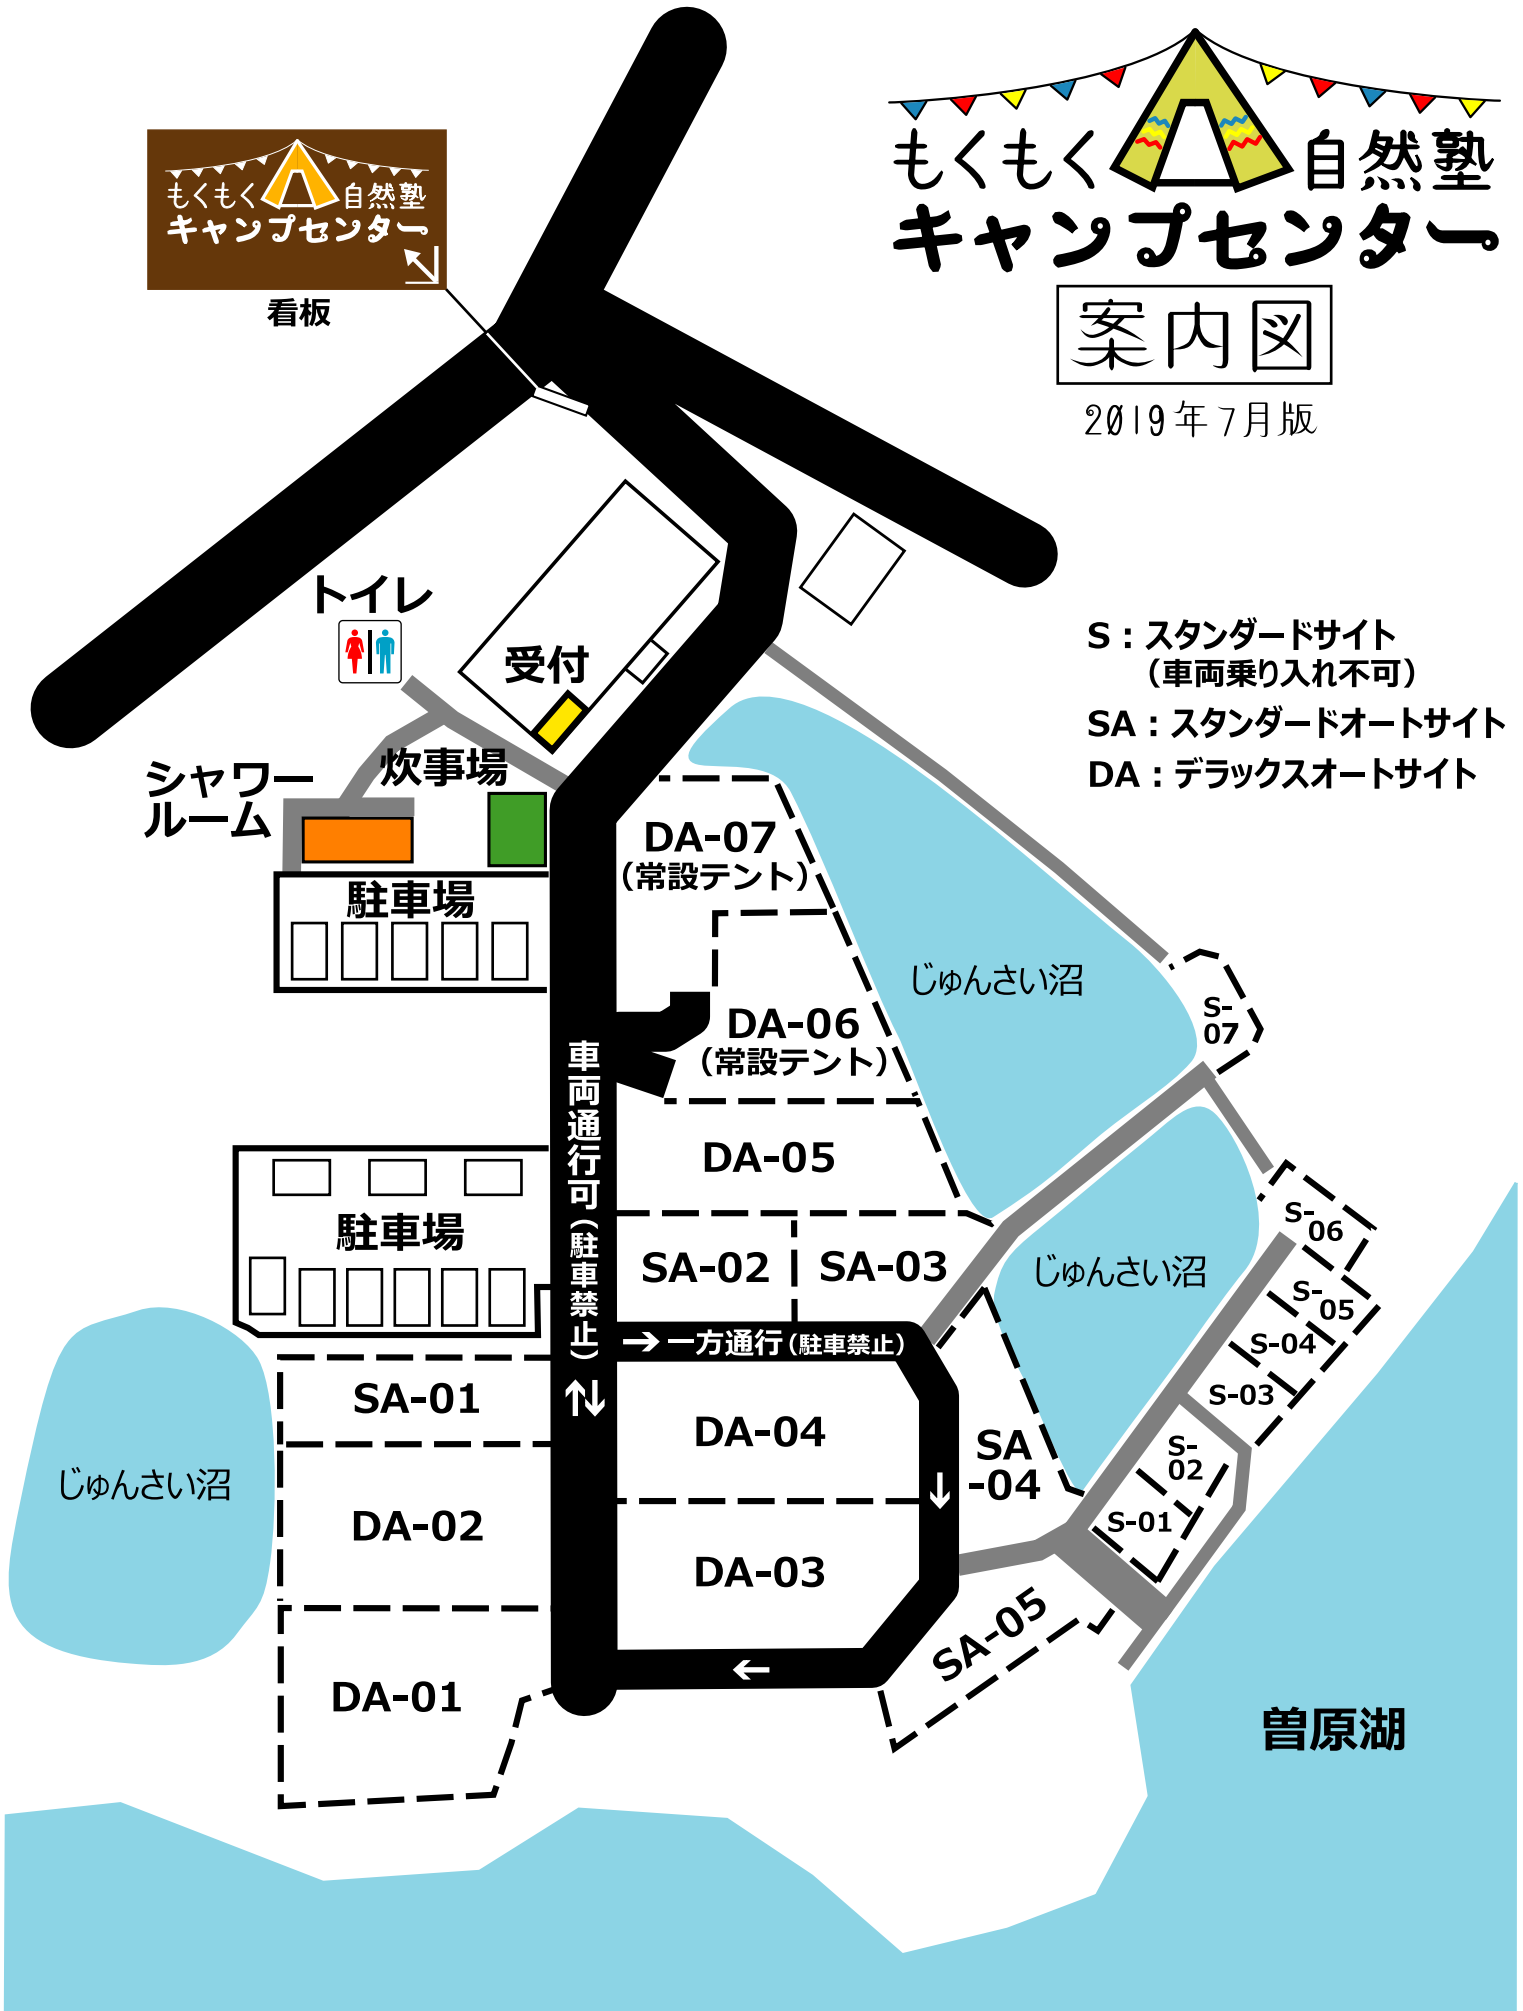 もくもく自然塾
キャンプセンター
看板
もくもく自然塾
キャンプセンター
案内図
2019年7月版
トイレ
受付
S：スタンダードサイト
（車両乗り入れ不可）
SA：スタンダードオートサイト
DA：デラックスオートサイト
シャワー
ルーム
炊事場
駐車場
DA-07
（常設テント）
じゅんさい沼
S-
07
DA-06
（常設テント）
車両通行可（駐車禁止）
DA-05
駐車場
SA-02
SA-03
じゅんさい沼
S-
06
S-
05
S-04
S-03
→一方通行（駐車禁止）
SA-01
DA-04
SA
-04
S-
02
S-01
じゅんさい沼
DA-02
DA-03
SA-05
DA-01
曽原湖